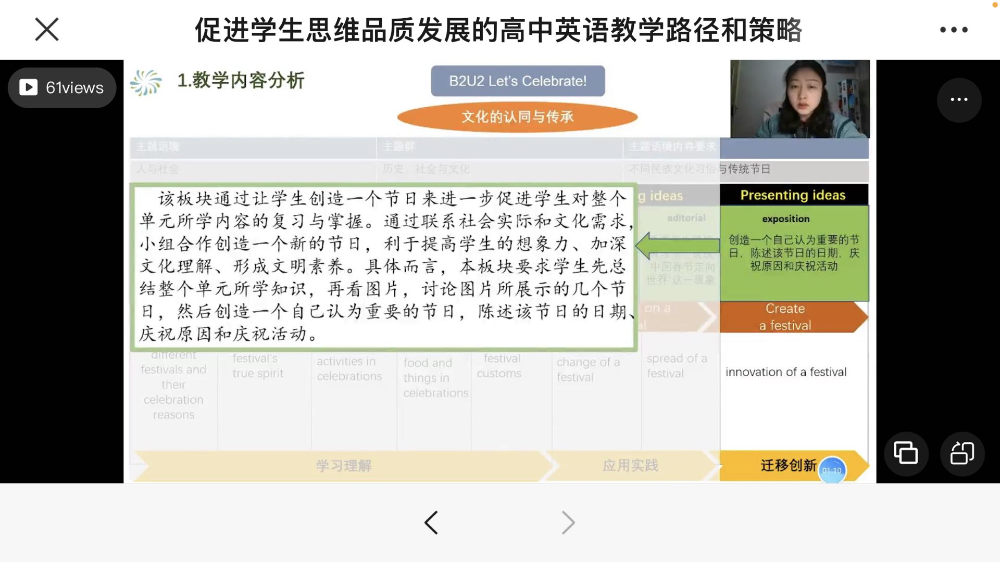 促进学生思维品质发展的高中英语教学路径和策略
61views
1.教学内容分析
B2U2 Let's Celebrate!
文化的认同与传承
主题语境
主题群
主题语境内容要求
人与社会
历史、社会与文化
不同民族文化习俗与传统节日
该板块通过让学生创造一个节日来进一步促进学生对整个
单元所学内容的复习与掌握。通过联系社会实际和文化需求,
小组合作创造一个新的节日，利于提高学生的想象力、加深
文化理解、形成文明素养。具体而言，本板块要求学生先总
结整个单元所学知识，再看图片，讨论图片所展示的几个节
日，然后创造一个自己认为重要的节日，陈述该节日的日期、
庆祝原因和庆祝活动。
g ideas
editorial
中国春节走向
世界"这一现象
on a
Presenting ideas
exposition
创造一个自己认为重要的节
日，陈述该节日的日期，庆
祝原因和庆祝活动
Create
a festival
different
festivals and
their
celebration
reasons
festival's
true spirit
activities in
celebrations
food and
things in
celebrations
festival
customs
change of a
festival
spread of a
festival
innovation of a festival
学习理解
应用实践
迁移创新
01:10